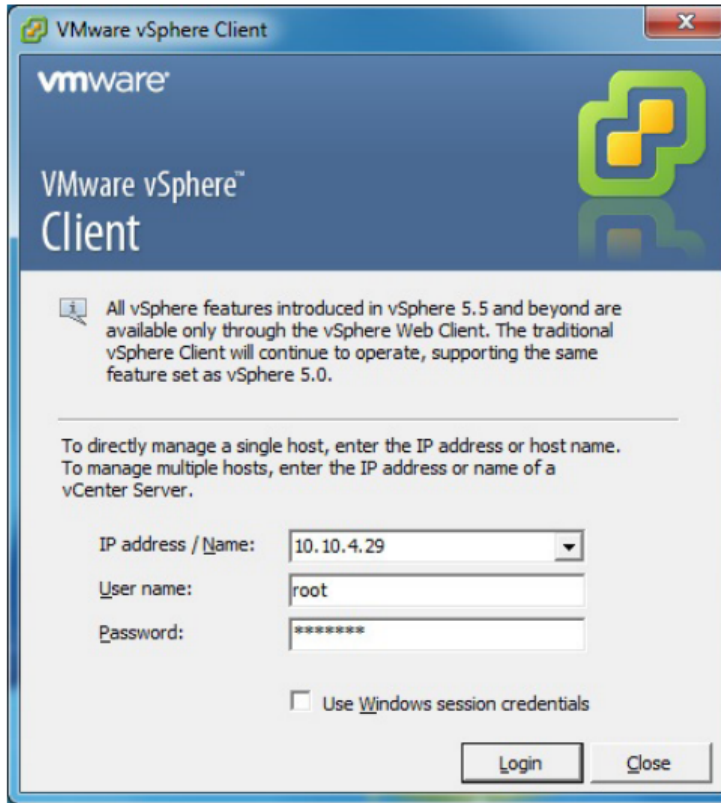 VMware vSphere Client
vmware®
VMware vSphere™
Client
All vSphere features introduced in vSphere 5.5 and beyond are
available only through the vSphere Web Client. The traditional
vSphere Client will continue to operate, supporting the same
feature set as vSphere 5.0.
To directly manage a single host, enter the IP address or host name.
To manage multiple hosts, enter the IP address or name of a
vCenter Server.
IP address / Name: 10.10.4.29
User name: root
Password: *******
Use Windows session credentials
Login Close